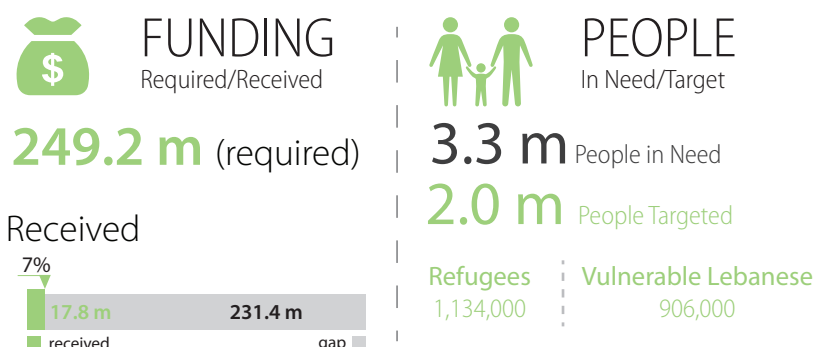 $
FUNDING
Required/Received
249.2 m (required)
Received
7%
17.8 m 231.4 m
received gap
PEOPLE
In Need/Target
3.3 m People in Need
2.0 m People Targeted
Refugees
1,134,000
Vulnerable Lebanese
906,000